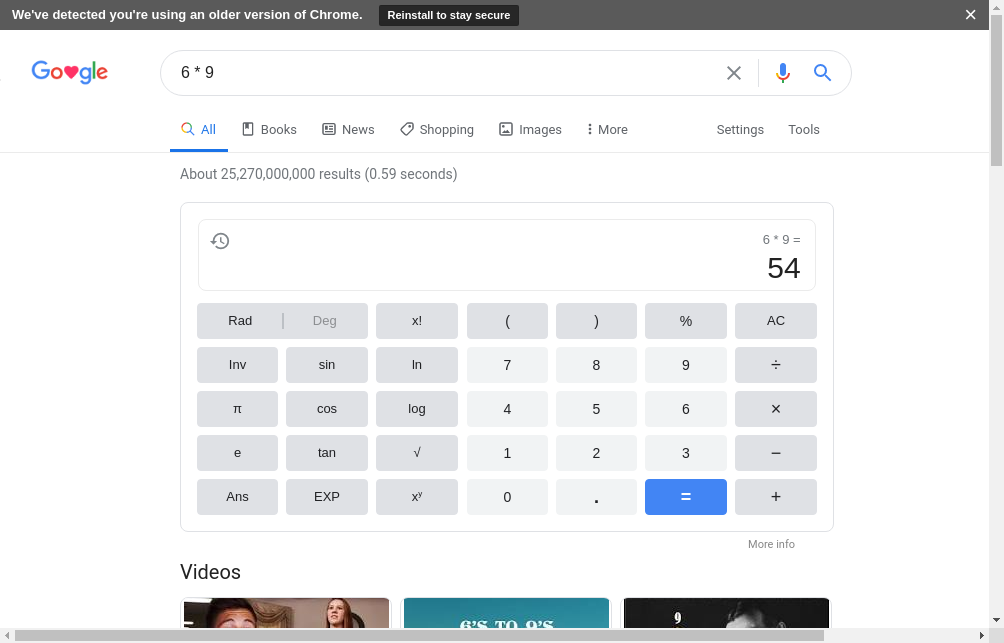 We've detected you're using an older version of Chrome. Reinstall to stay secure
Google
6 * 9
All Books News Shopping Images More Settings Tools
About 25,270,000,000 results (0.59 seconds)
6 * 9 =
54
Rad Deg x! ( ) % AC
Inv sin ln 7 8 9 ÷
π cos log 4 5 6 ×
e tan √ 1 2 3 −
Ans EXP xʸ 0 . = +
More info
Videos
6'S TO 9'S
9